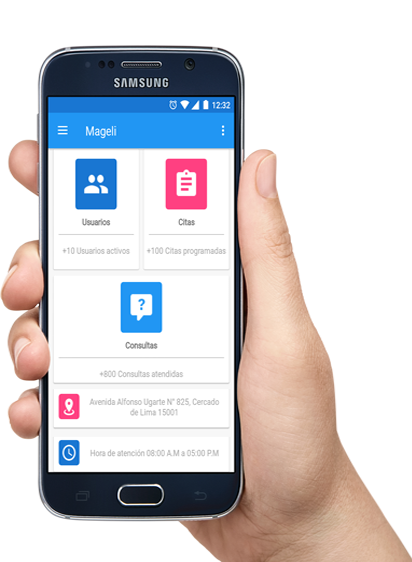 SAMSUNG
12:32
Mageli
Usuarios
Citas
+10 Usuarios activos
+100 Citas programadas
?
Consultas
+800 Consultas atendidas
Avenida Alfonso Ugarte N° 825, Cercado
de Lima 15001
Hora de atención 08:00 A.M a 05:00 P.M